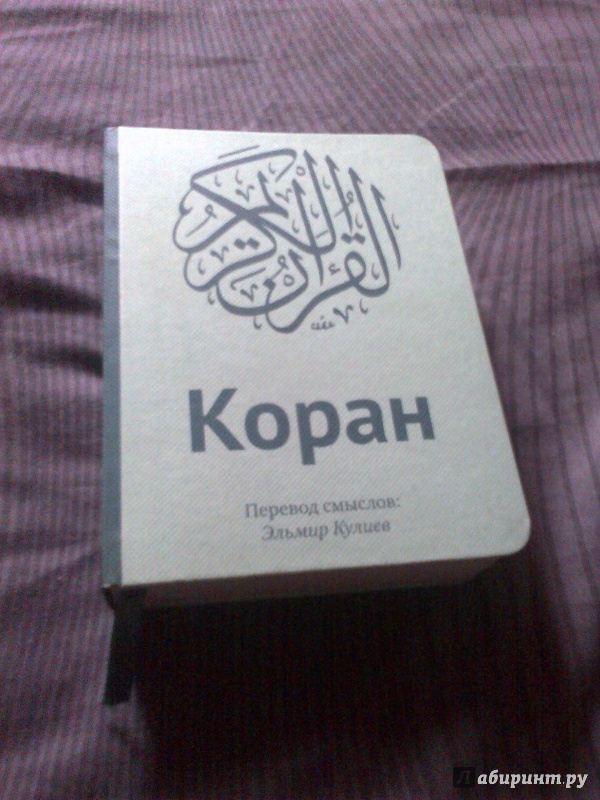 القرآن الكريم
Коран
Перевод смыслов:
Эльмир Кулиев
Лабиринт.ру